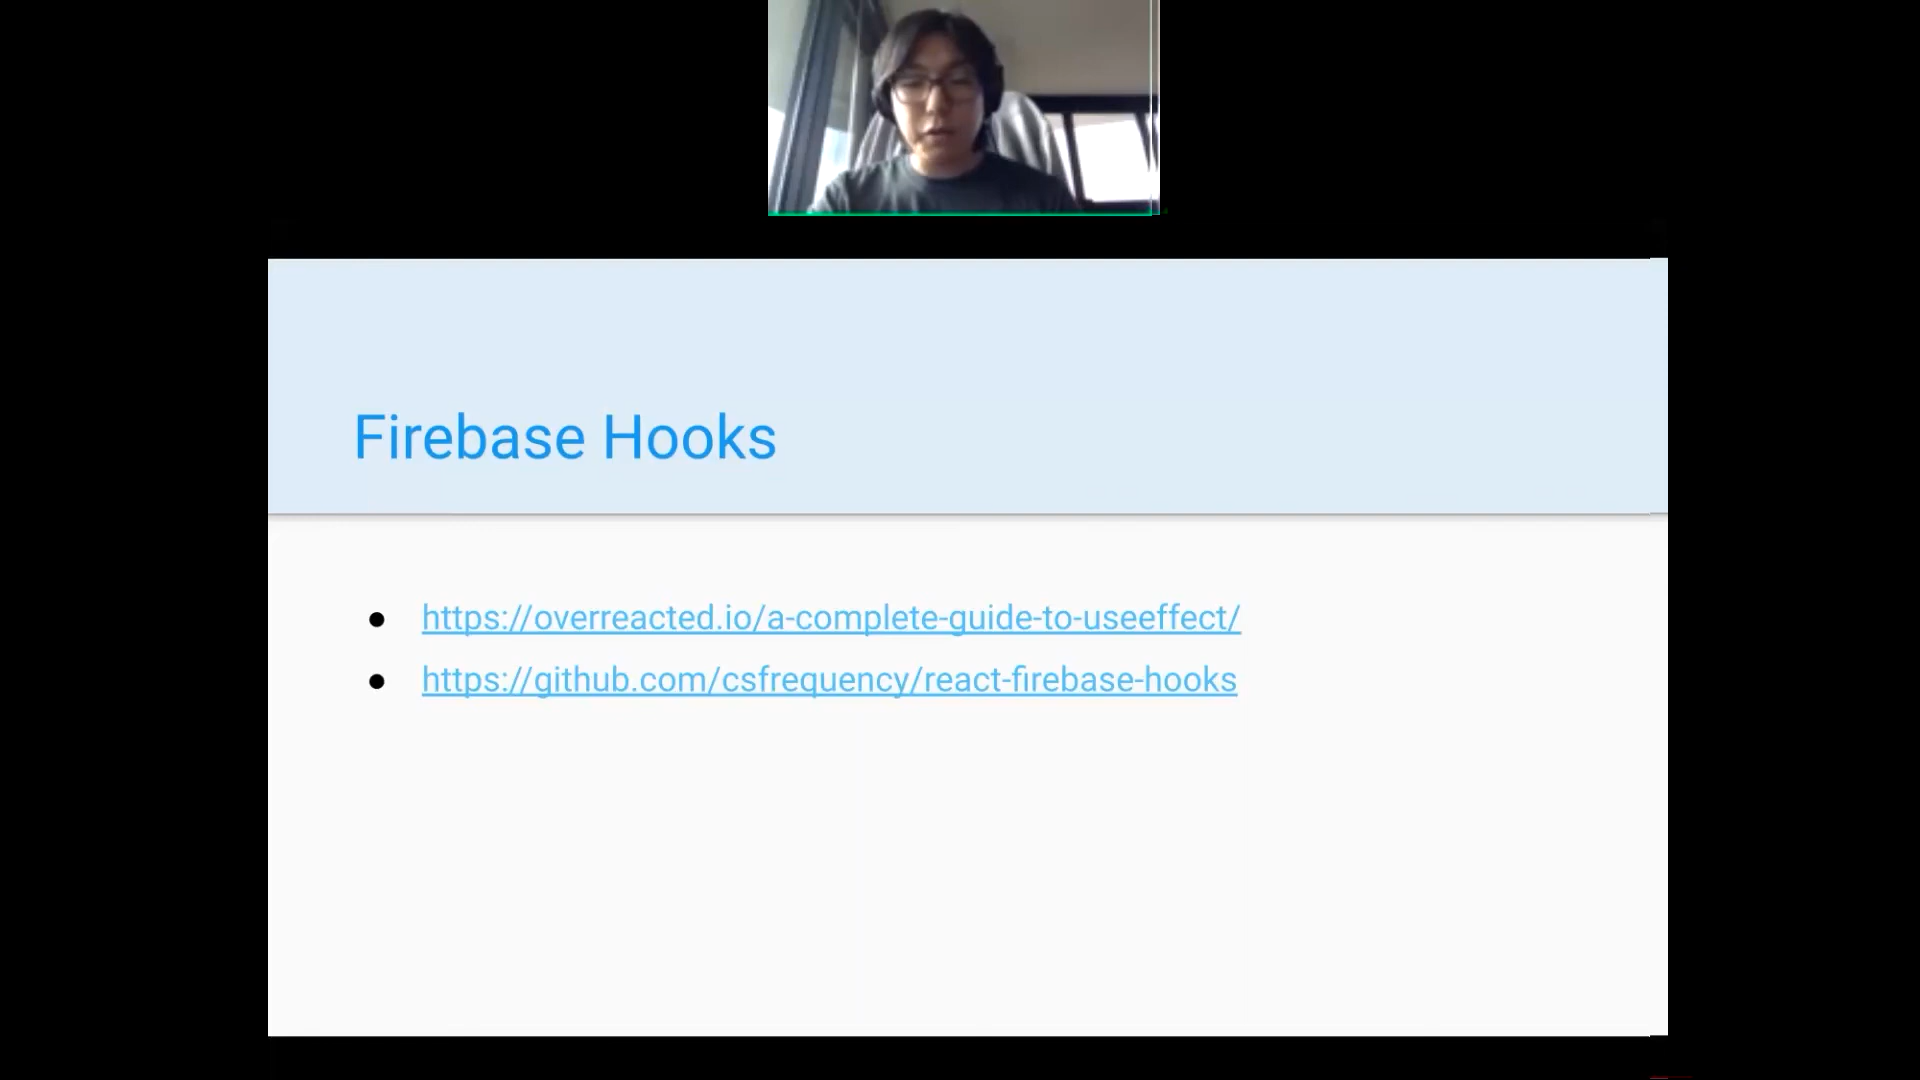 Firebase Hooks
https://overreacted.io/a-complete-guide-to-useeffect/
https://github.com/csfrequency/react-firebase-hooks